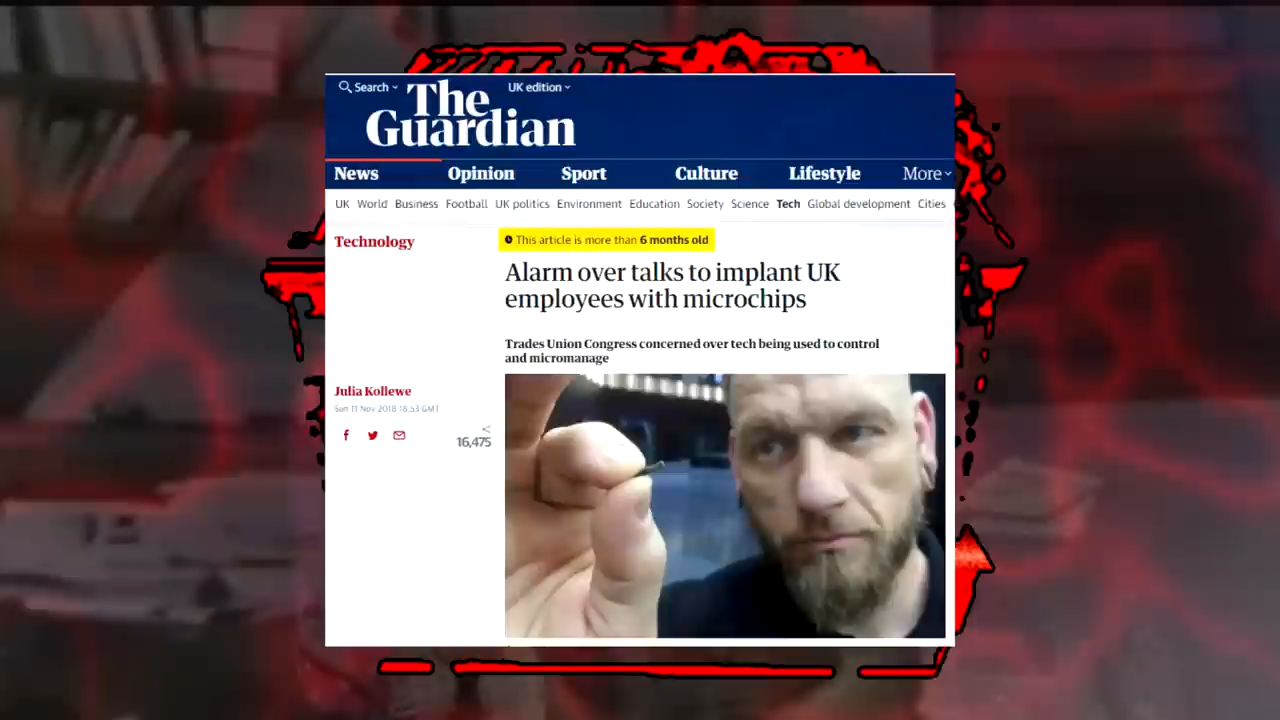 Search
UK edition
The
Guardian
News Opinion Sport Culture Lifestyle More
UK World Business Football UK politics Environment Education Society Science Tech Global development Cities
Technology
This article is more than 6 months old
Alarm over talks to implant UK
employees with microchips
Trades Union Congress concerned over tech being used to control
and micromanage
Julia Kollewe
Sun 11 Nov 2018 18.53 GMT
16,475